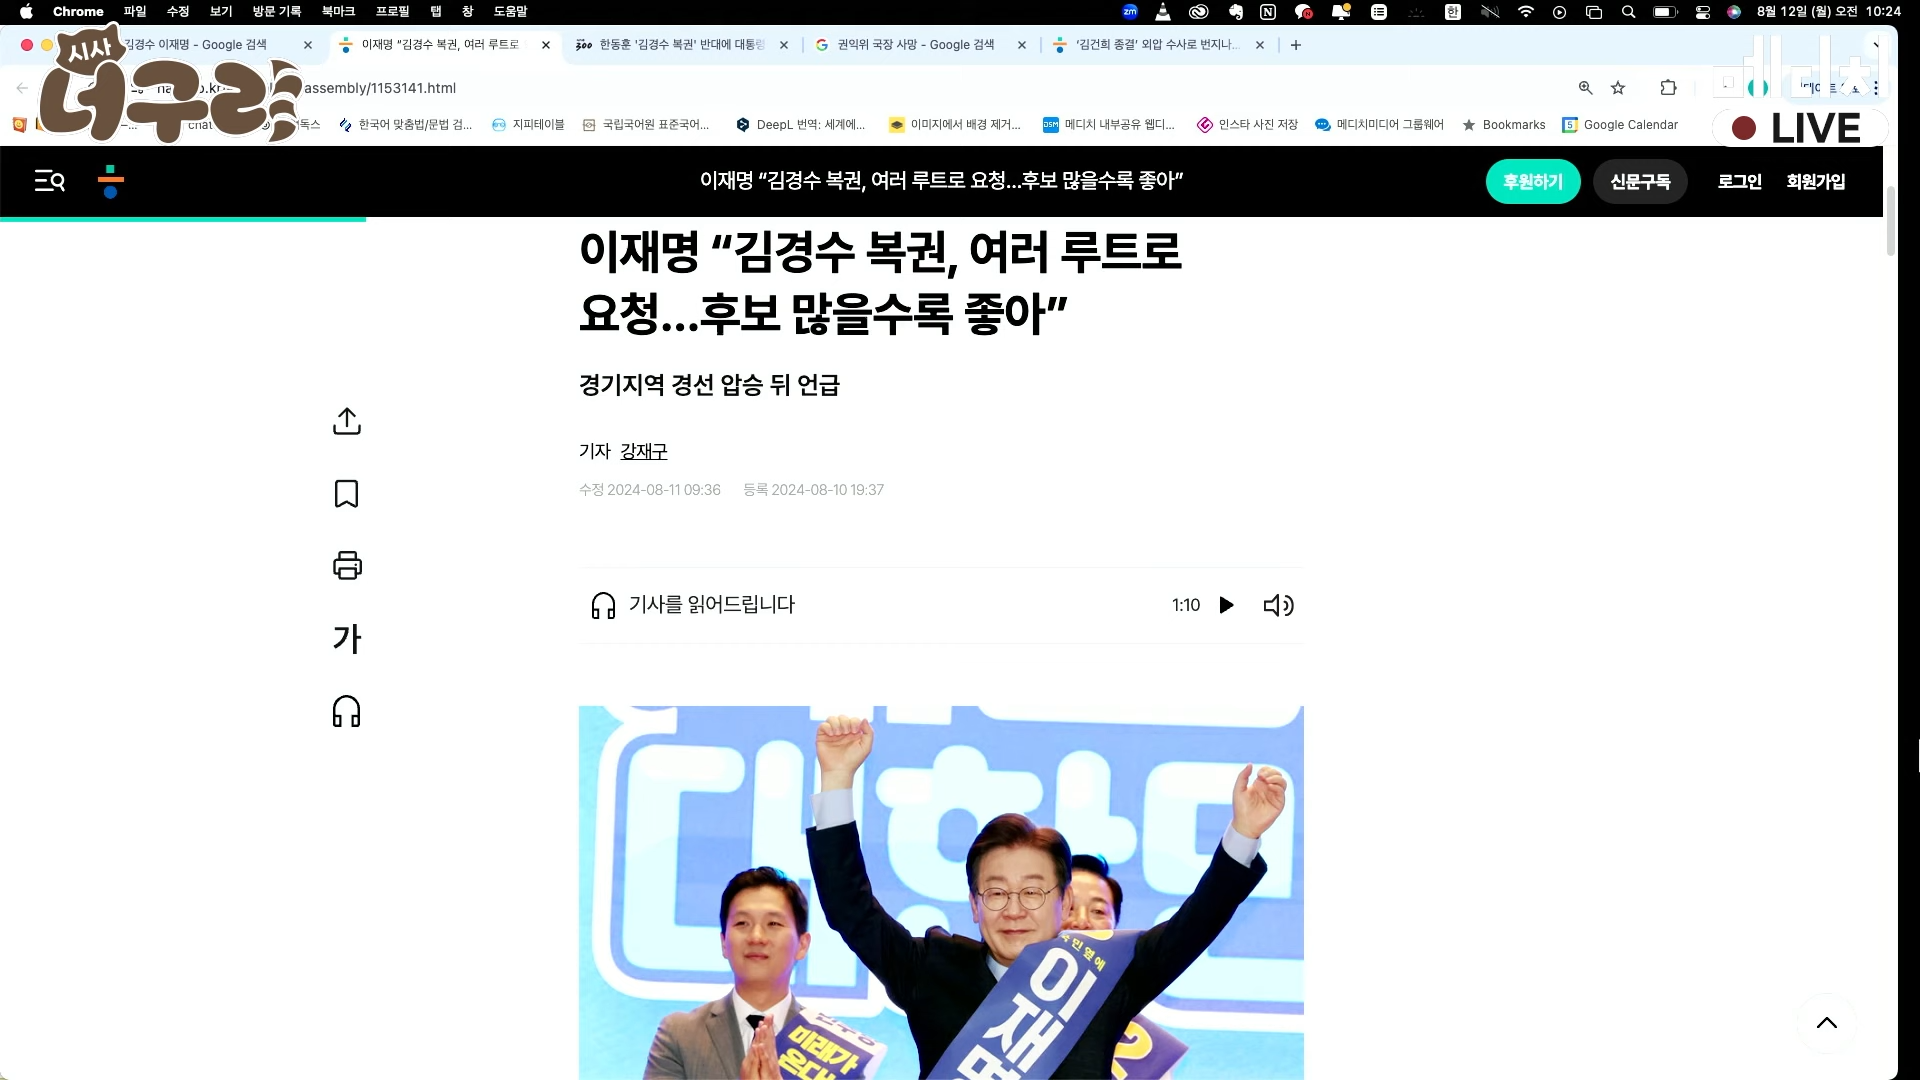 Chrome 파일 수정 보기 방문 기록 북마크 프로필 탭 창 도움말
zm 한 8월 12일 (월) 오전 10:24
시사
너구리
김경수 이재명 - Google 검색
이재명 “김경수 복권, 여러 루트로
한동훈 '김경수 복권' 반대에 대통령
권익위 국장 사망 - Google 검색
‘김건희 종결’ 외압 수사로 번지나...
assembly/1153141.html
chat
한국어 맞춤법/문법 검...
지피테이블
국립국어원 표준국어...
DeepL 번역: 세계에...
이미지에서 배경 제거...
DSM 메디치 내부공유 웹디...
인스타 사진 저장
메디치미디어 그룹웨어
Bookmarks
Google Calendar
LIVE
이재명 “김경수 복권, 여러 루트로 요청…후보 많을수록 좋아”
후원하기
신문구독
로그인
회원가입
이재명 “김경수 복권, 여러 루트로
요청…후보 많을수록 좋아”
경기지역 경선 압승 뒤 언급
기자 강재구
수정 2024-08-11 09:36 등록 2024-08-10 19:37
가
기사를 읽어드립니다
1:10
대한민
이재명
미래가